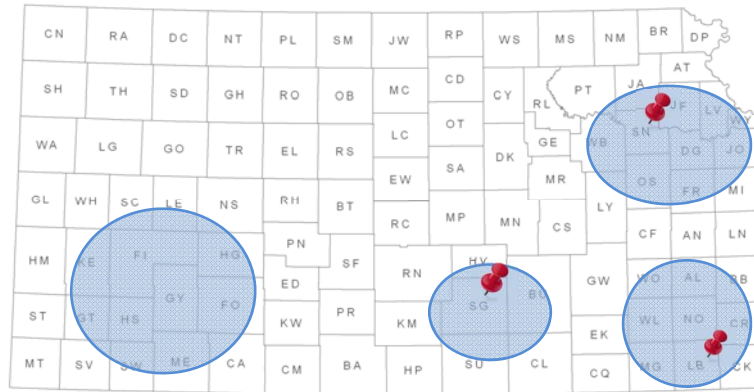 CN RA DC NT PL SM JW RP WS MS NM BR DP
SH TH SD GH RO OB MC CD CY PT JA AT
RL JF LV WY
WA LG GO TR EL RS LC OT GE WB SN DG JO
SA DK MR OS FR MI
EW
GL WH SC LE NS RH BT RC MP MN CS LY
CF AN LN
HM KE FI HG PN SF RN HV
ED SG BU GW WO AL BB
ST GT HS GY FO KW PR KM EK WL NO CR
MT SV SW ME CA CM BA HP SU CL CQ MG LB CK